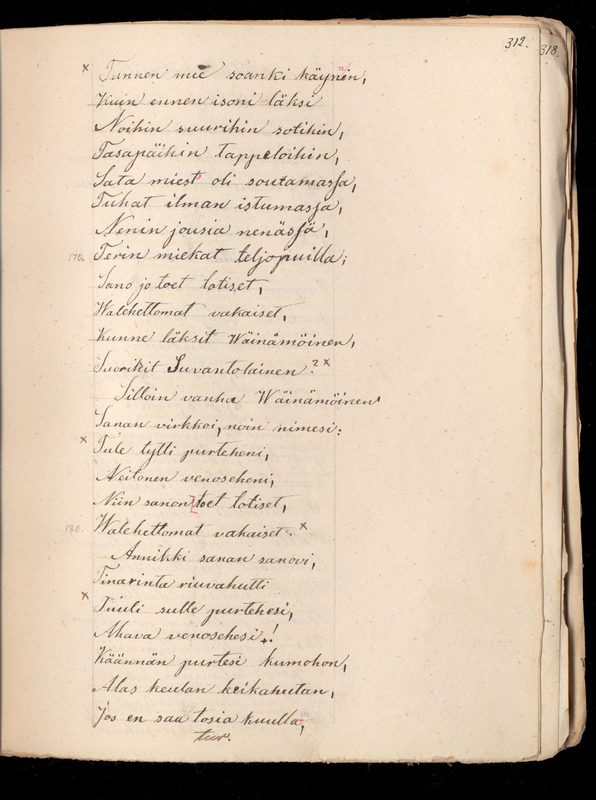 312.
318
× Tunnen mie soanki käynin,
Kuin ennen isoni läksi
Noihin suurihin sotihin,
Tasapäihin tappeloihin,
Sata miest' oli soutamassa,
Tuhat ilman istumassa,
Nenin jousia nenässä,
170. Terin miekat teljopuilla;
Sano jo toet totiset,
Walehettomat vakaiset,
Kunne läksit Wäinämöinen,
Suorikit Suvantolainen? ×
Silloin vanha Wäinämöinen
Sanan virkkoi, noin nimesi:
× Tule tytti purteheni,
Neitonen venoseheni,
Niin sanon toet totiset,
180. Walehettomat vakaiset. ×
Annikki sanan sanovi,
Tinarinta riuvahutti
× Tuuli sulle purtehesi,
Ahava venosehesi!
Käännän purtesi kumohon,
Alas keulan keikahutan,
Jos en saa tosia kuulla,